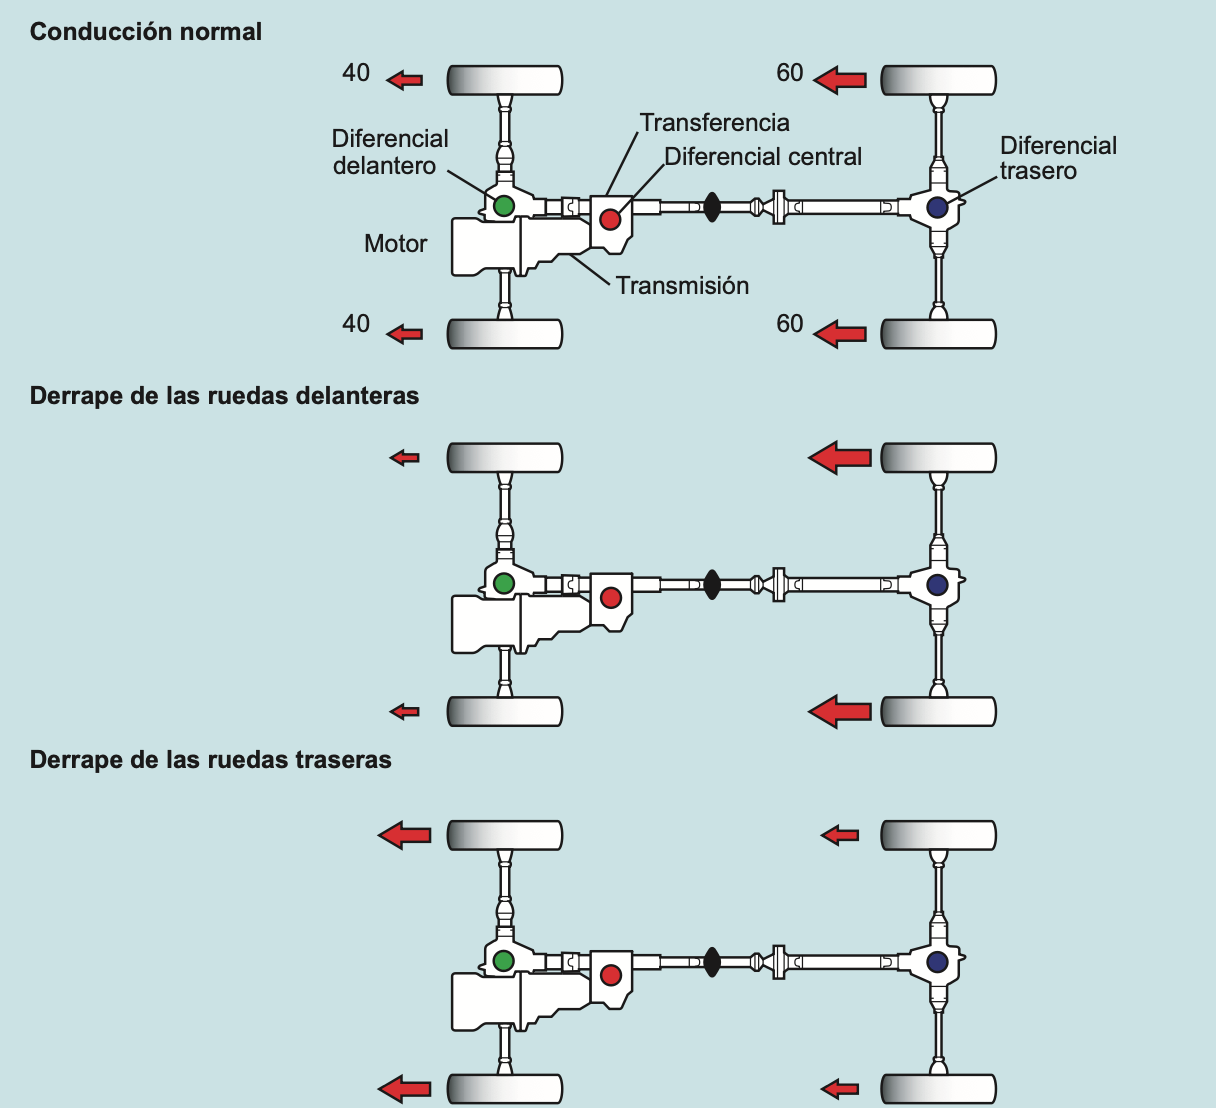 Conducción normal
40
60
Transferencia
Diferencial
delantero
Diferencial central
Diferencial
trasero
Motor
Transmisión
40
60
Derrape de las ruedas delanteras
Derrape de las ruedas traseras